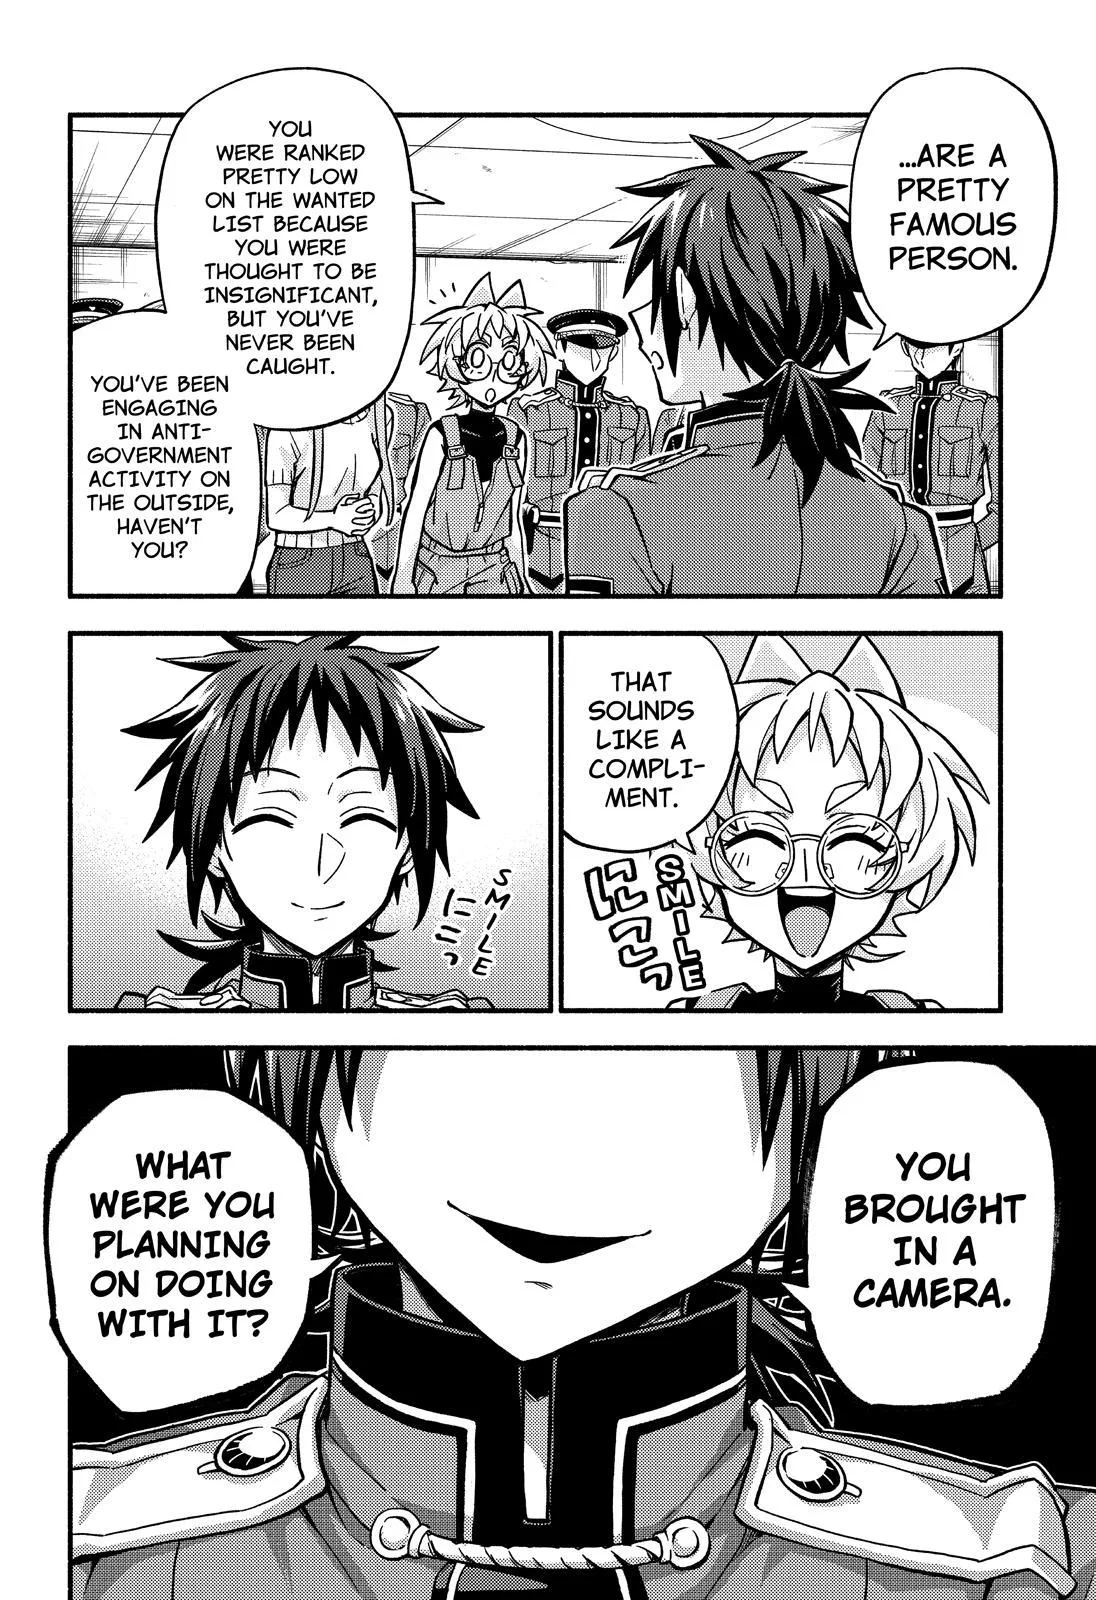 ...ARE A
PRETTY
FAMOUS
PERSON.
YOU
WERE RANKED
PRETTY LOW
ON THE WANTED
LIST BECAUSE
YOU WERE
THOUGHT TO BE
INSIGNIFICANT,
BUT YOU'VE
NEVER BEEN
CAUGHT.
YOU'VE BEEN
ENGAGING
IN ANTI-
GOVERNMENT
ACTIVITY ON
THE OUTSIDE,
HAVEN'T
YOU?
THAT
SOUNDS
LIKE A
COMPLI-
MENT.
SMILE
にここっ
SMILE
にこっ
YOU
BROUGHT
IN A
CAMERA.
WHAT
WERE YOU
PLANNING
ON DOING
WITH IT?